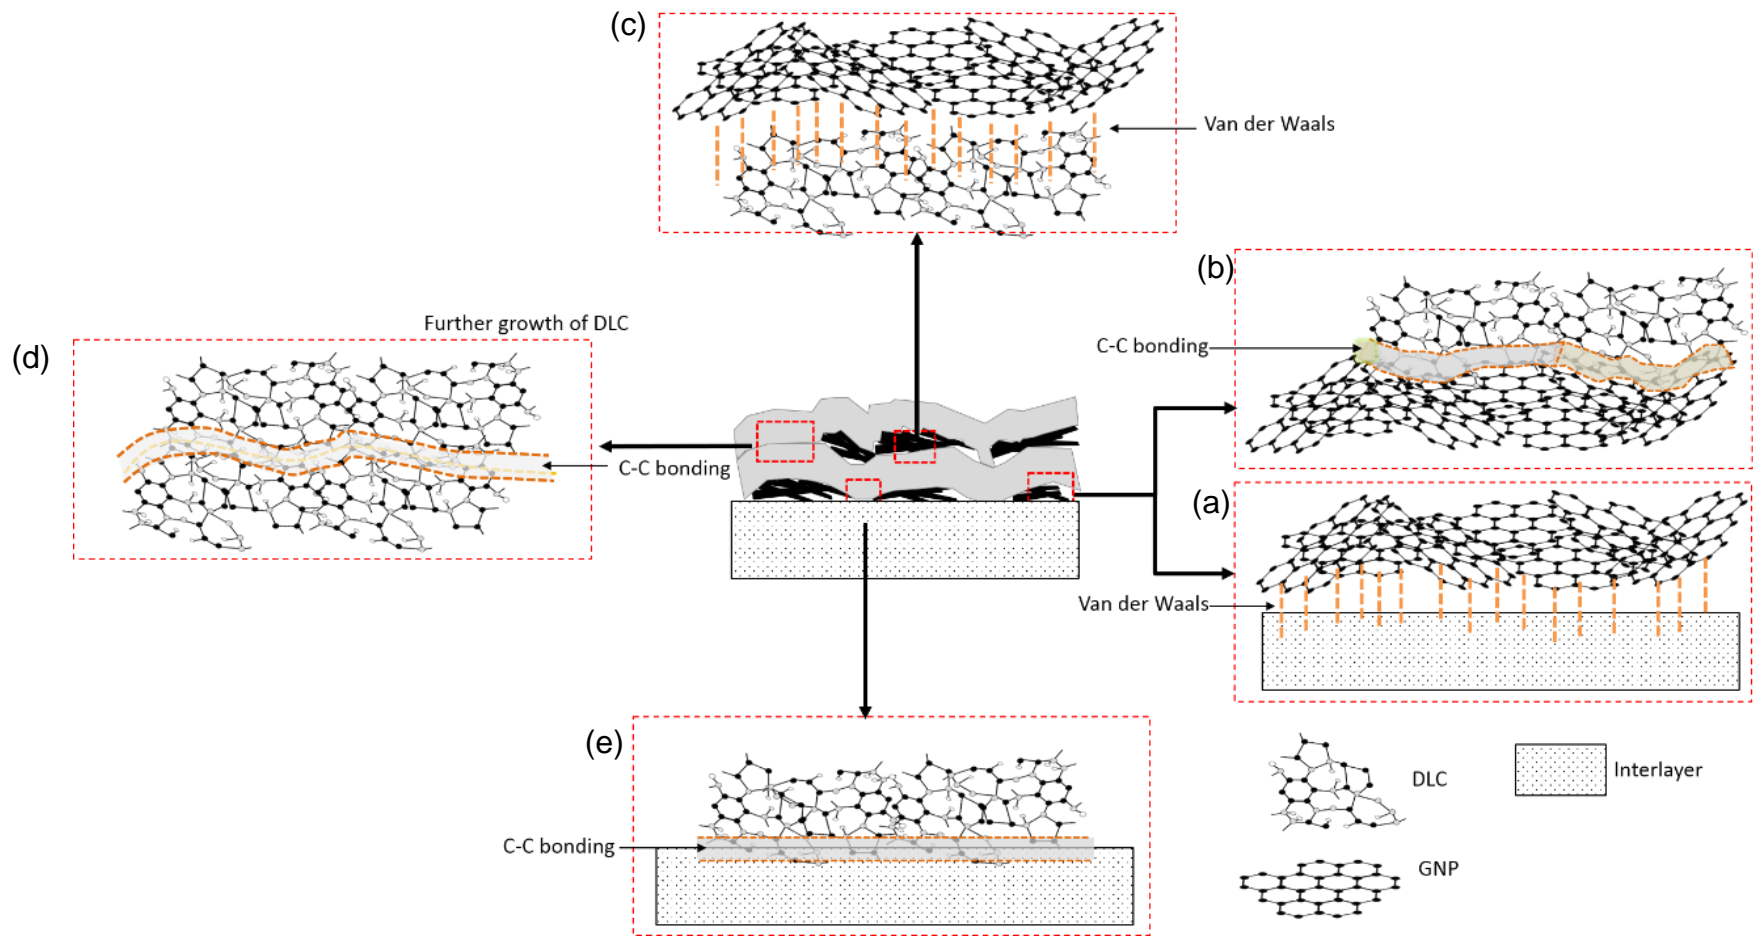 (c)
Van der Waals
(b)
C-C bonding
Further growth of DLC
(d)
C-C bonding
(a)
Van der Waals
(e)
C-C bonding
DLC
Interlayer
GNP